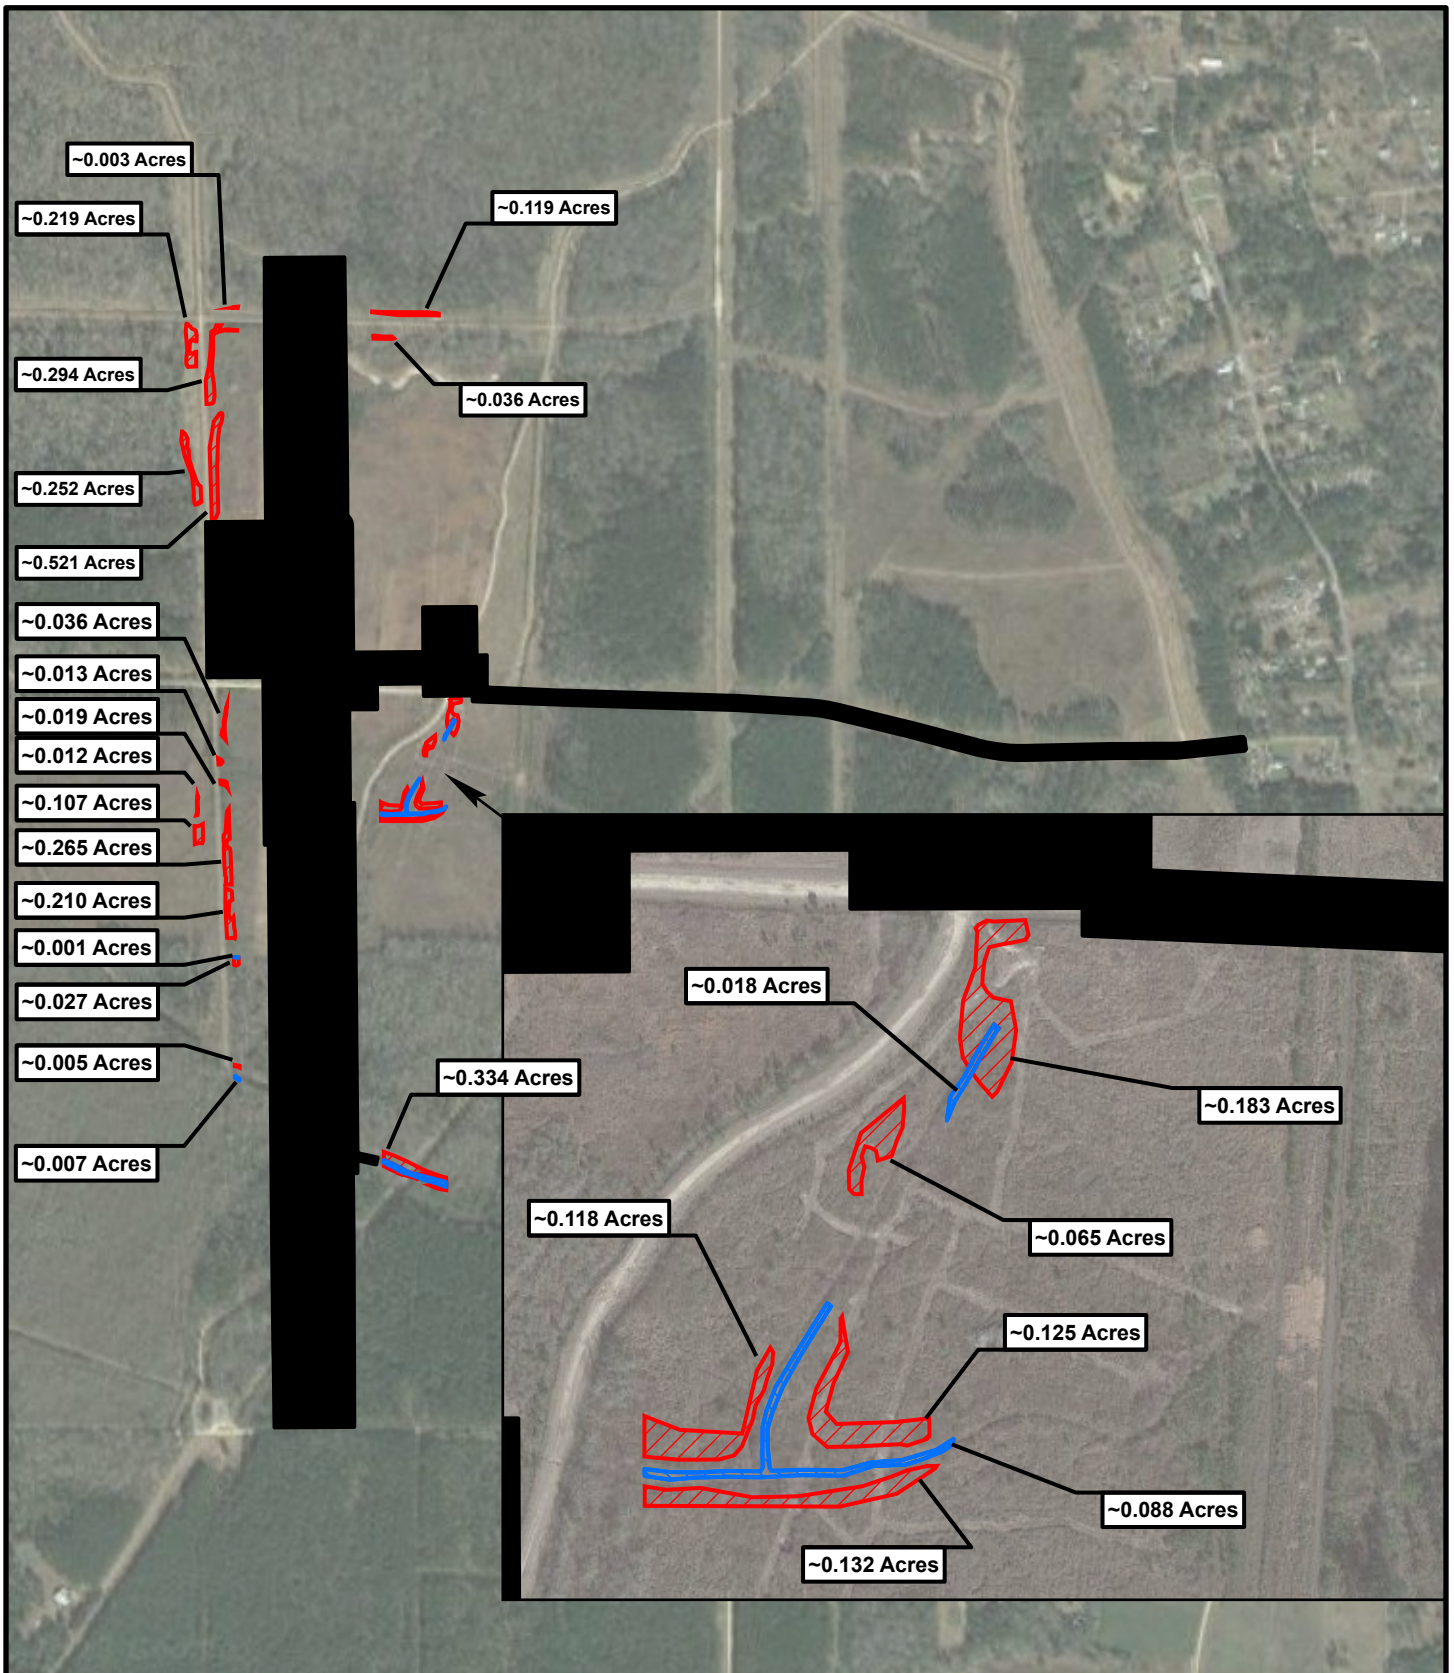 ~0.003 Acres
~0.219 Acres
~0.119 Acres
~0.294 Acres
~0.036 Acres
~0.252 Acres
~0.521 Acres
~0.036 Acres
~0.013 Acres
~0.019 Acres
~0.012 Acres
~0.107 Acres
~0.265 Acres
~0.210 Acres
~0.001 Acres
~0.027 Acres
~0.005 Acres
~0.007 Acres
~0.334 Acres
~0.018 Acres
~0.183 Acres
~0.118 Acres
~0.065 Acres
~0.125 Acres
~0.088 Acres
~0.132 Acres